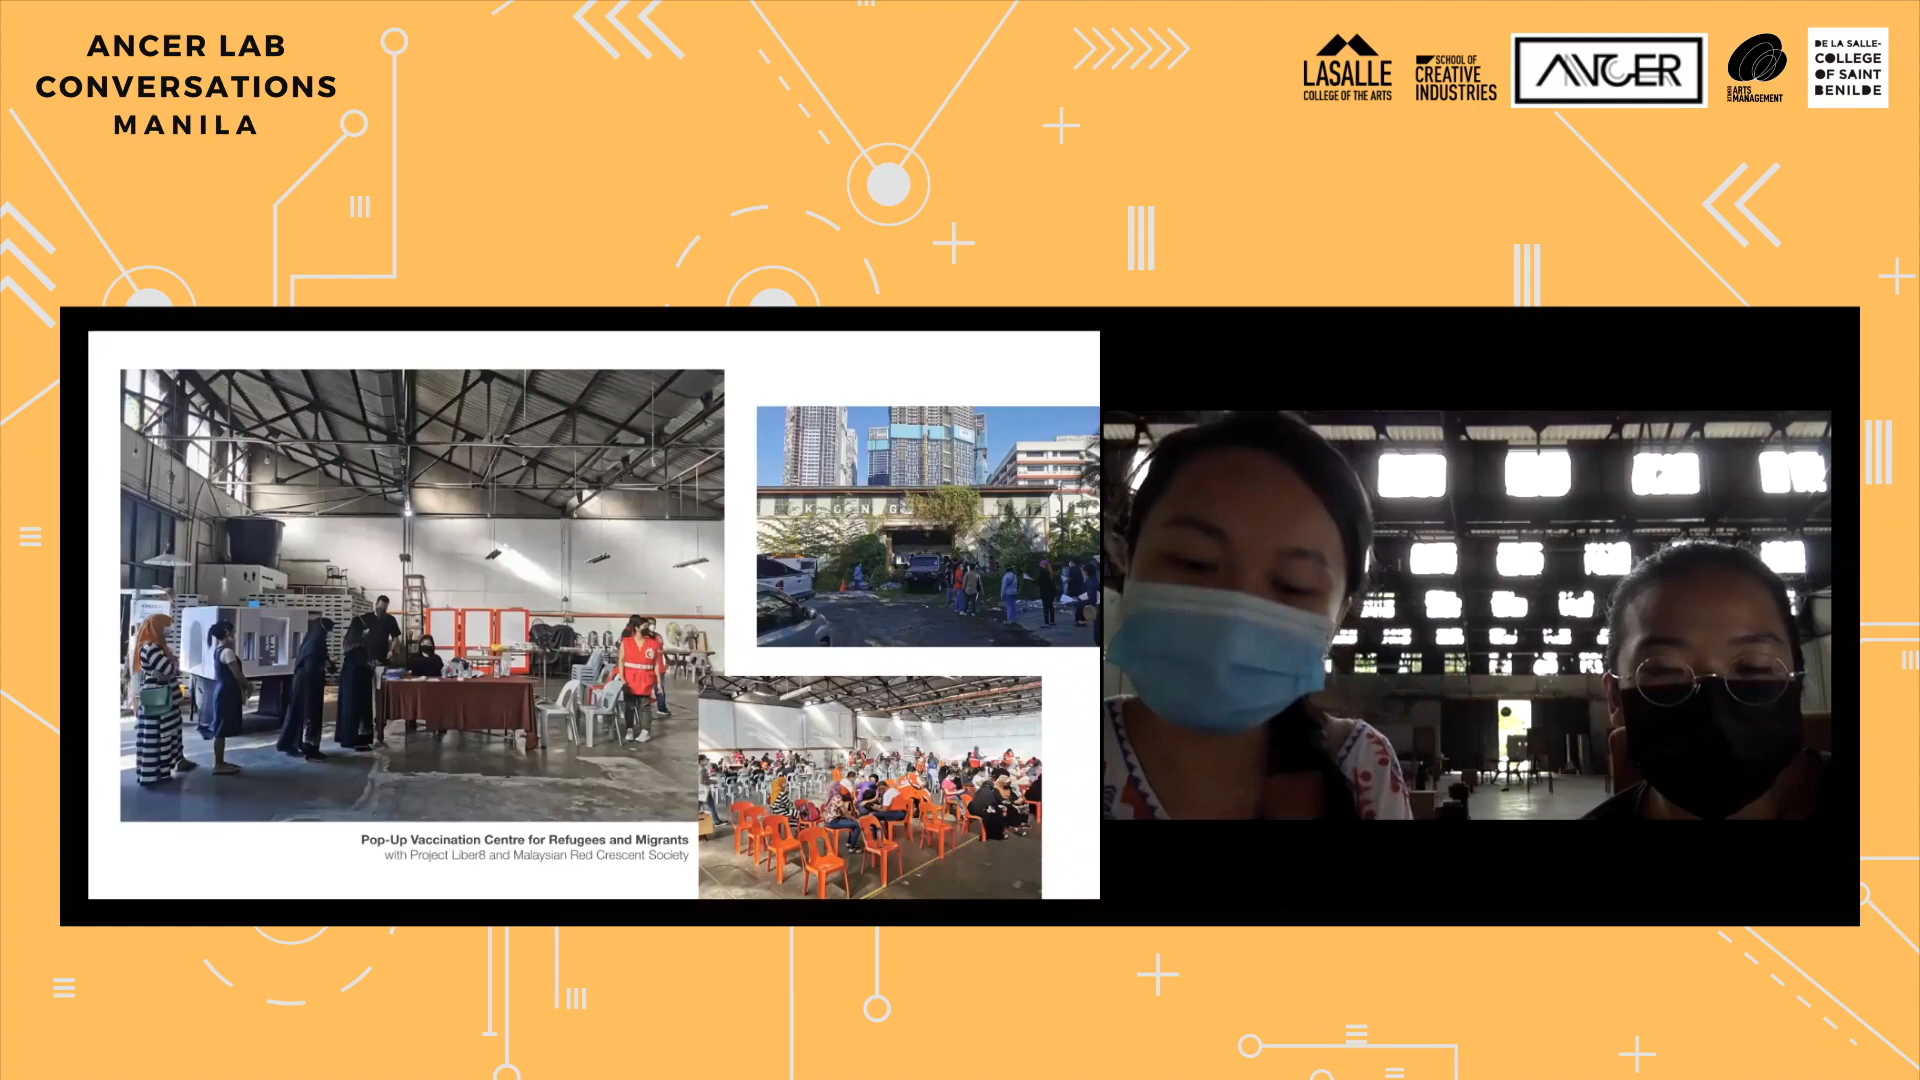 ANCER LAB
CONVERSATIONS
MANILA
LASALLE
COLLEGE OF THE ARTS
SCHOOL OF
CREATIVE
INDUSTRIES
ANCER
ARTS
MANAGEMENT
DE LA SALLE-
COLLEGE
OF SAINT
BENILDE
KONG
Pop-Up Vaccination Centre for Refugees and Migrants
with Project Liber8 and Malaysian Red Crescent Society